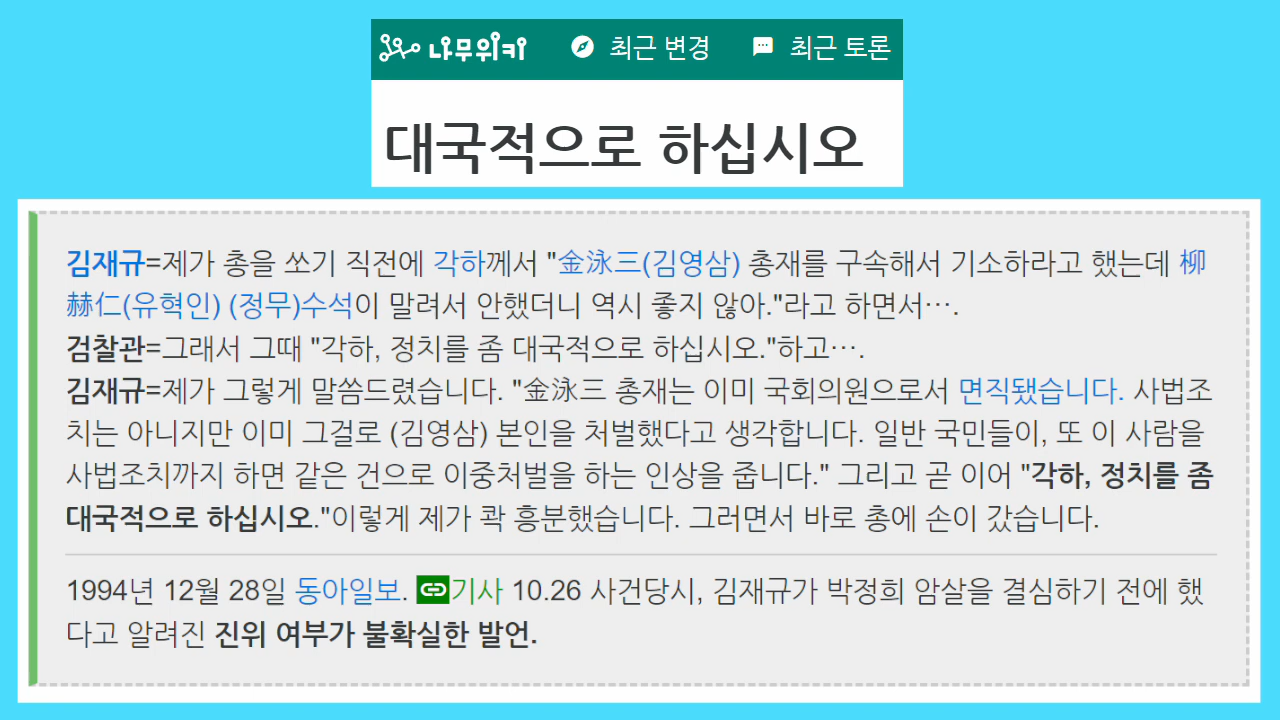 나무위키 최근 변경 최근 토론
대국적으로 하십시오
김재규=제가 총을 쏘기 직전에 각하께서 "金泳三(김영삼) 총재를 구속해서 기소하라고 했는데 柳
赫仁(유혁인) (정무)수석이 말려서 안했더니 역시 좋지 않아."라고 하면서….
검찰관=그래서 그때 "각하, 정치를 좀 대국적으로 하십시오."하고….
김재규=제가 그렇게 말씀드렸습니다. "金泳三 총재는 이미 국회의원으로서 면직됐습니다. 사법조
치는 아니지만 이미 그걸로 (김영삼) 본인을 처벌했다고 생각합니다. 일반 국민들이, 또 이 사람을
사법조치까지 하면 같은 건으로 이중처벌을 하는 인상을 줍니다." 그리고 곧 이어 "각하, 정치를 좀
대국적으로 하십시오."이렇게 제가 콱 흥분했습니다. 그러면서 바로 총에 손이 갔습니다.
1994년 12월 28일 동아일보. 기사 10.26 사건당시, 김재규가 박정희 암살을 결심하기 전에 했
다고 알려진 진위 여부가 불확실한 발언.